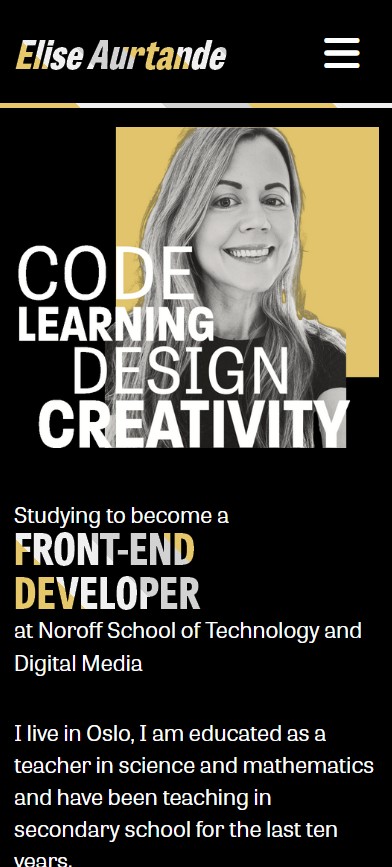 Elise Aurtande
CODE
LEARNING
DESIGN
CREATIVITY
Studying to become a
FRONT-END
DEVELOPER
at Noroff School of Technology and
Digital Media
I live in Oslo, I am educated as a
teacher in science and mathematics
and have been teaching in
secondary school for the last ten
years.